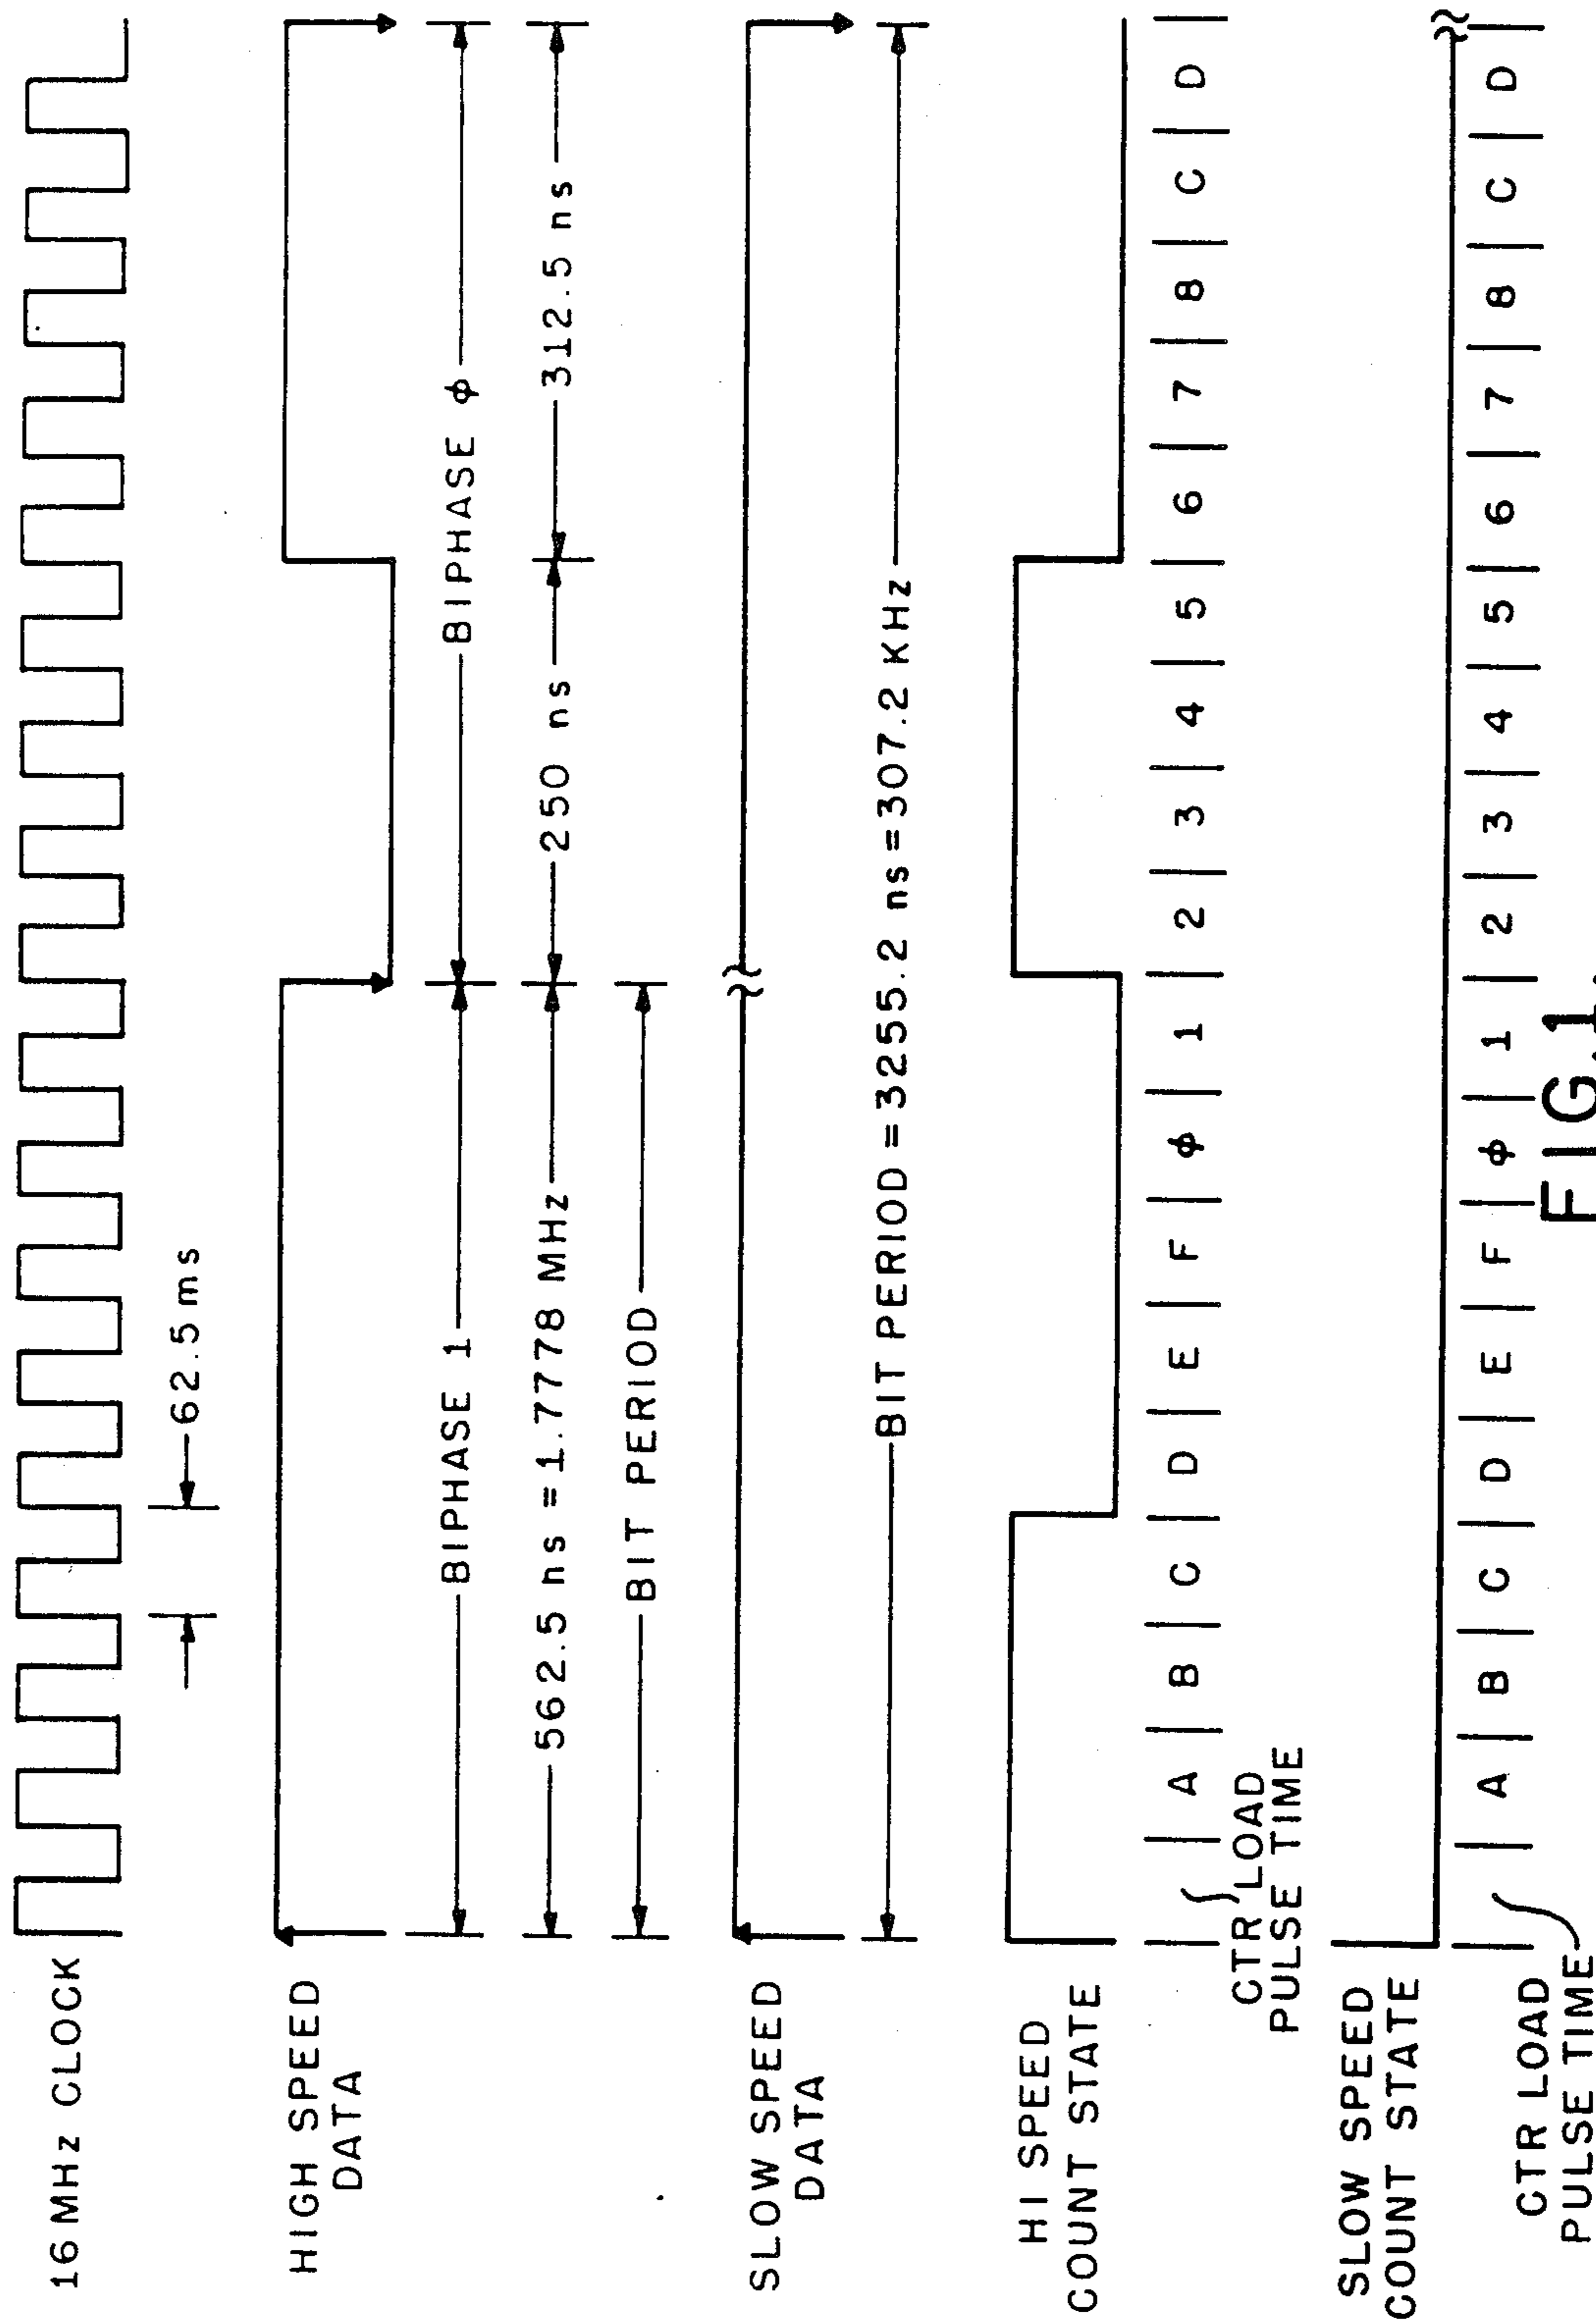 16 MHz CLOCK
62.5 ms
HIGH SPEED
DATA
BIPHASE 1
BIPHASE ϕ
562.5 ns = 1.7778 MHz
250 ns
312.5 ns
BIT PERIOD
SLOW SPEED
DATA
BIT PERIOD = 3255.2 ns = 307.2 KHz
HI SPEED
COUNT STATE
A B C D E F ϕ 1 2 3 4 5 6 7 8 C D
CTR LOAD
PULSE TIME
SLOW SPEED
COUNT STATE
A B C D E F ϕ 1 2 3 4 5 6 7 8 C D
CTR LOAD
PULSE TIME
FIG.1.